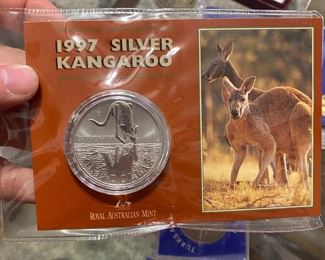 1997 SILVER
KANGAROO
ROYAL AUSTRALIAN MINT